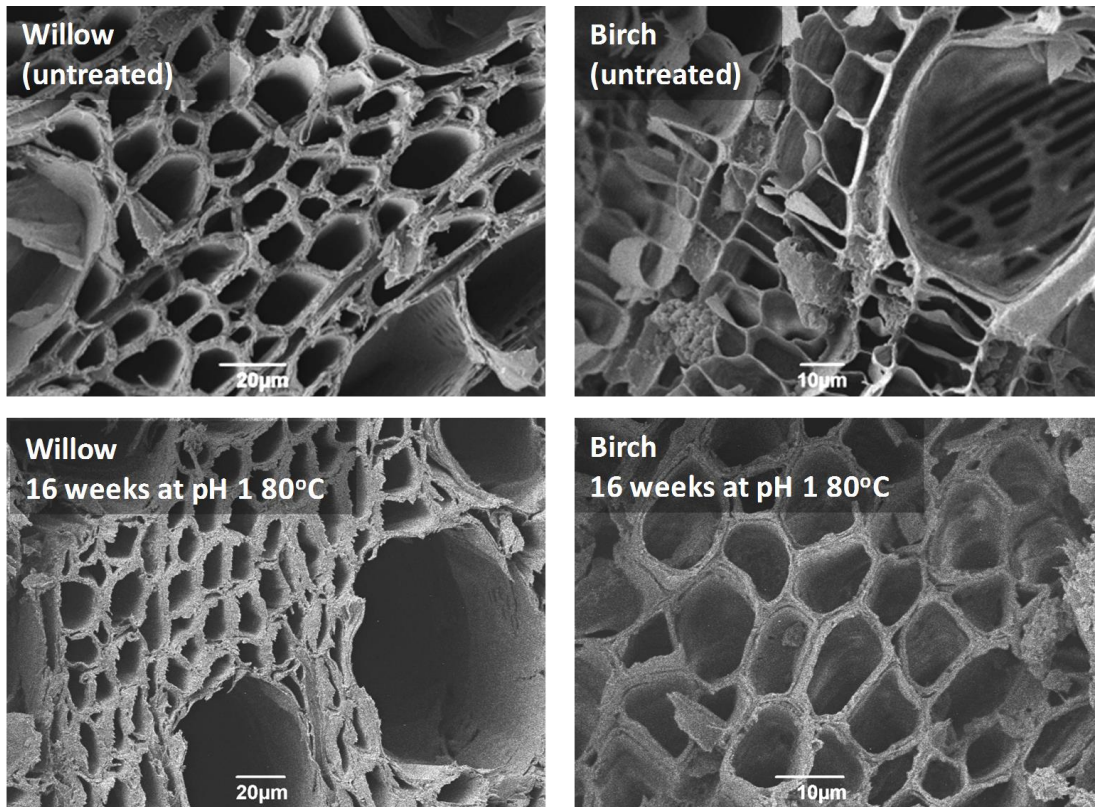 Willow
(untreated)
20µm
Birch
(untreated)
10µm
Willow
16 weeks at pH 1 80°C
20µm
Birch
16 weeks at pH 1 80°C
10µm